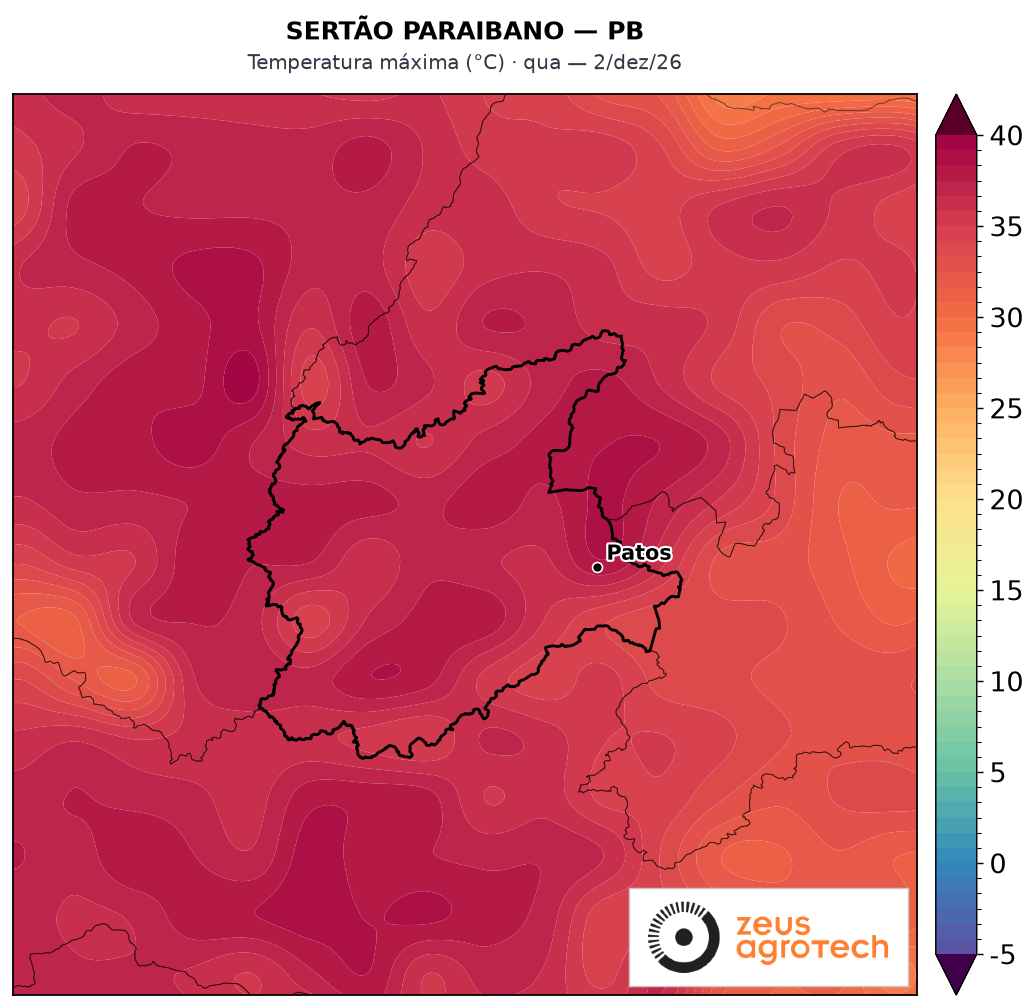 SERTÃO PARAIBANO — PB
Temperatura máxima (°C) · qua — 2/dez/26
40
35
30
25
20
15
10
5
0
-5
Patos
zeus
agrotech